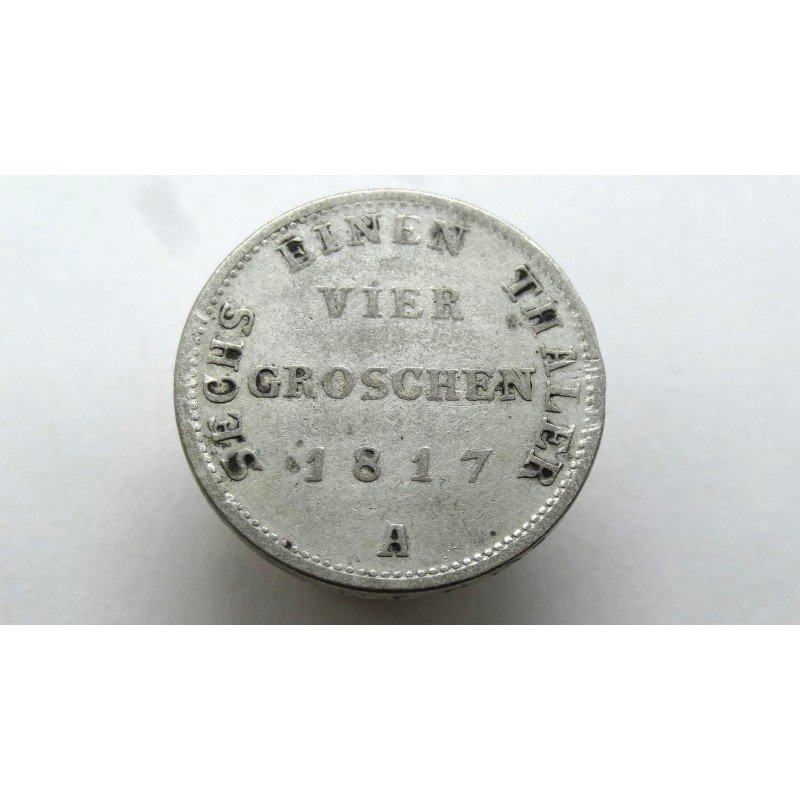 SECHS EINEN THALER
VIER
GROSCHEN
1817
A